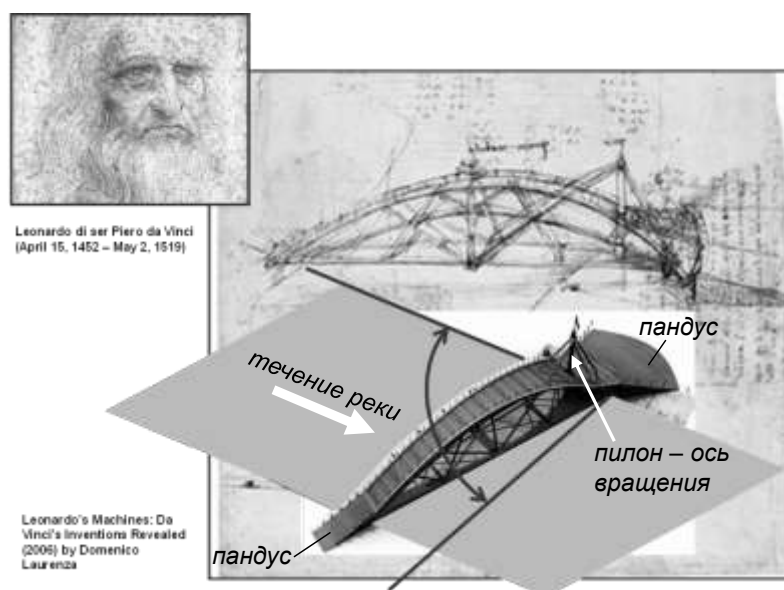 Leonardo di ser Piero da Vinci
(April 15, 1452 – May 2, 1519)
пандус
течение реки
пилон – ось
вращения
Leonardo's Machines: Da
Vinci's Inventions Revealed
(2006) by Domenico
Laurenza
пандус